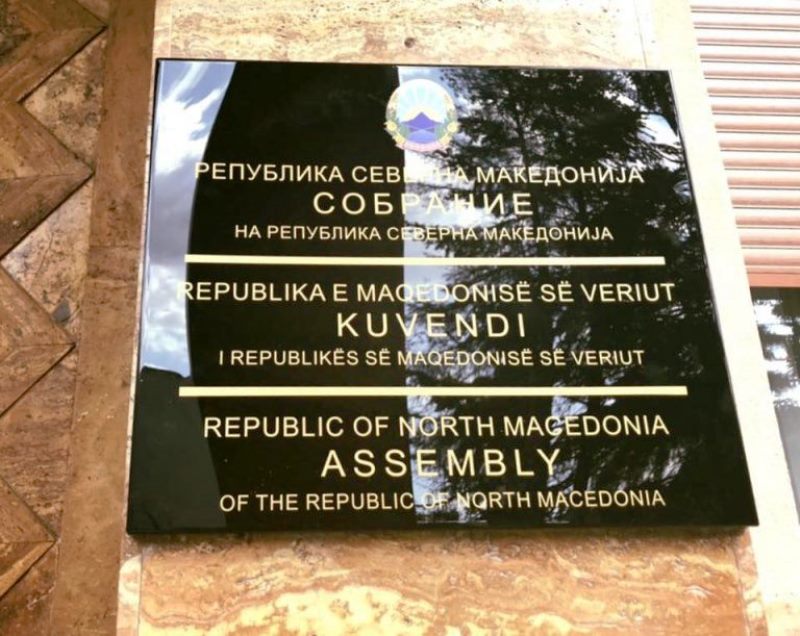 РЕПУБЛИКА СЕВЕРНА МАКЕДОНИЈА
СОБРАНИЕ
НА РЕПУБЛИКА СЕВЕРНА МАКЕДОНИЈА
REPUBLIKA E MAQEDONISË SË VERIUT
KUVENDI
I REPUBLIKËS SË MAQEDONISË SË VERIUT
REPUBLIC OF NORTH MACEDONIA
ASSEMBLY
OF THE REPUBLIC OF NORTH MACEDONIA